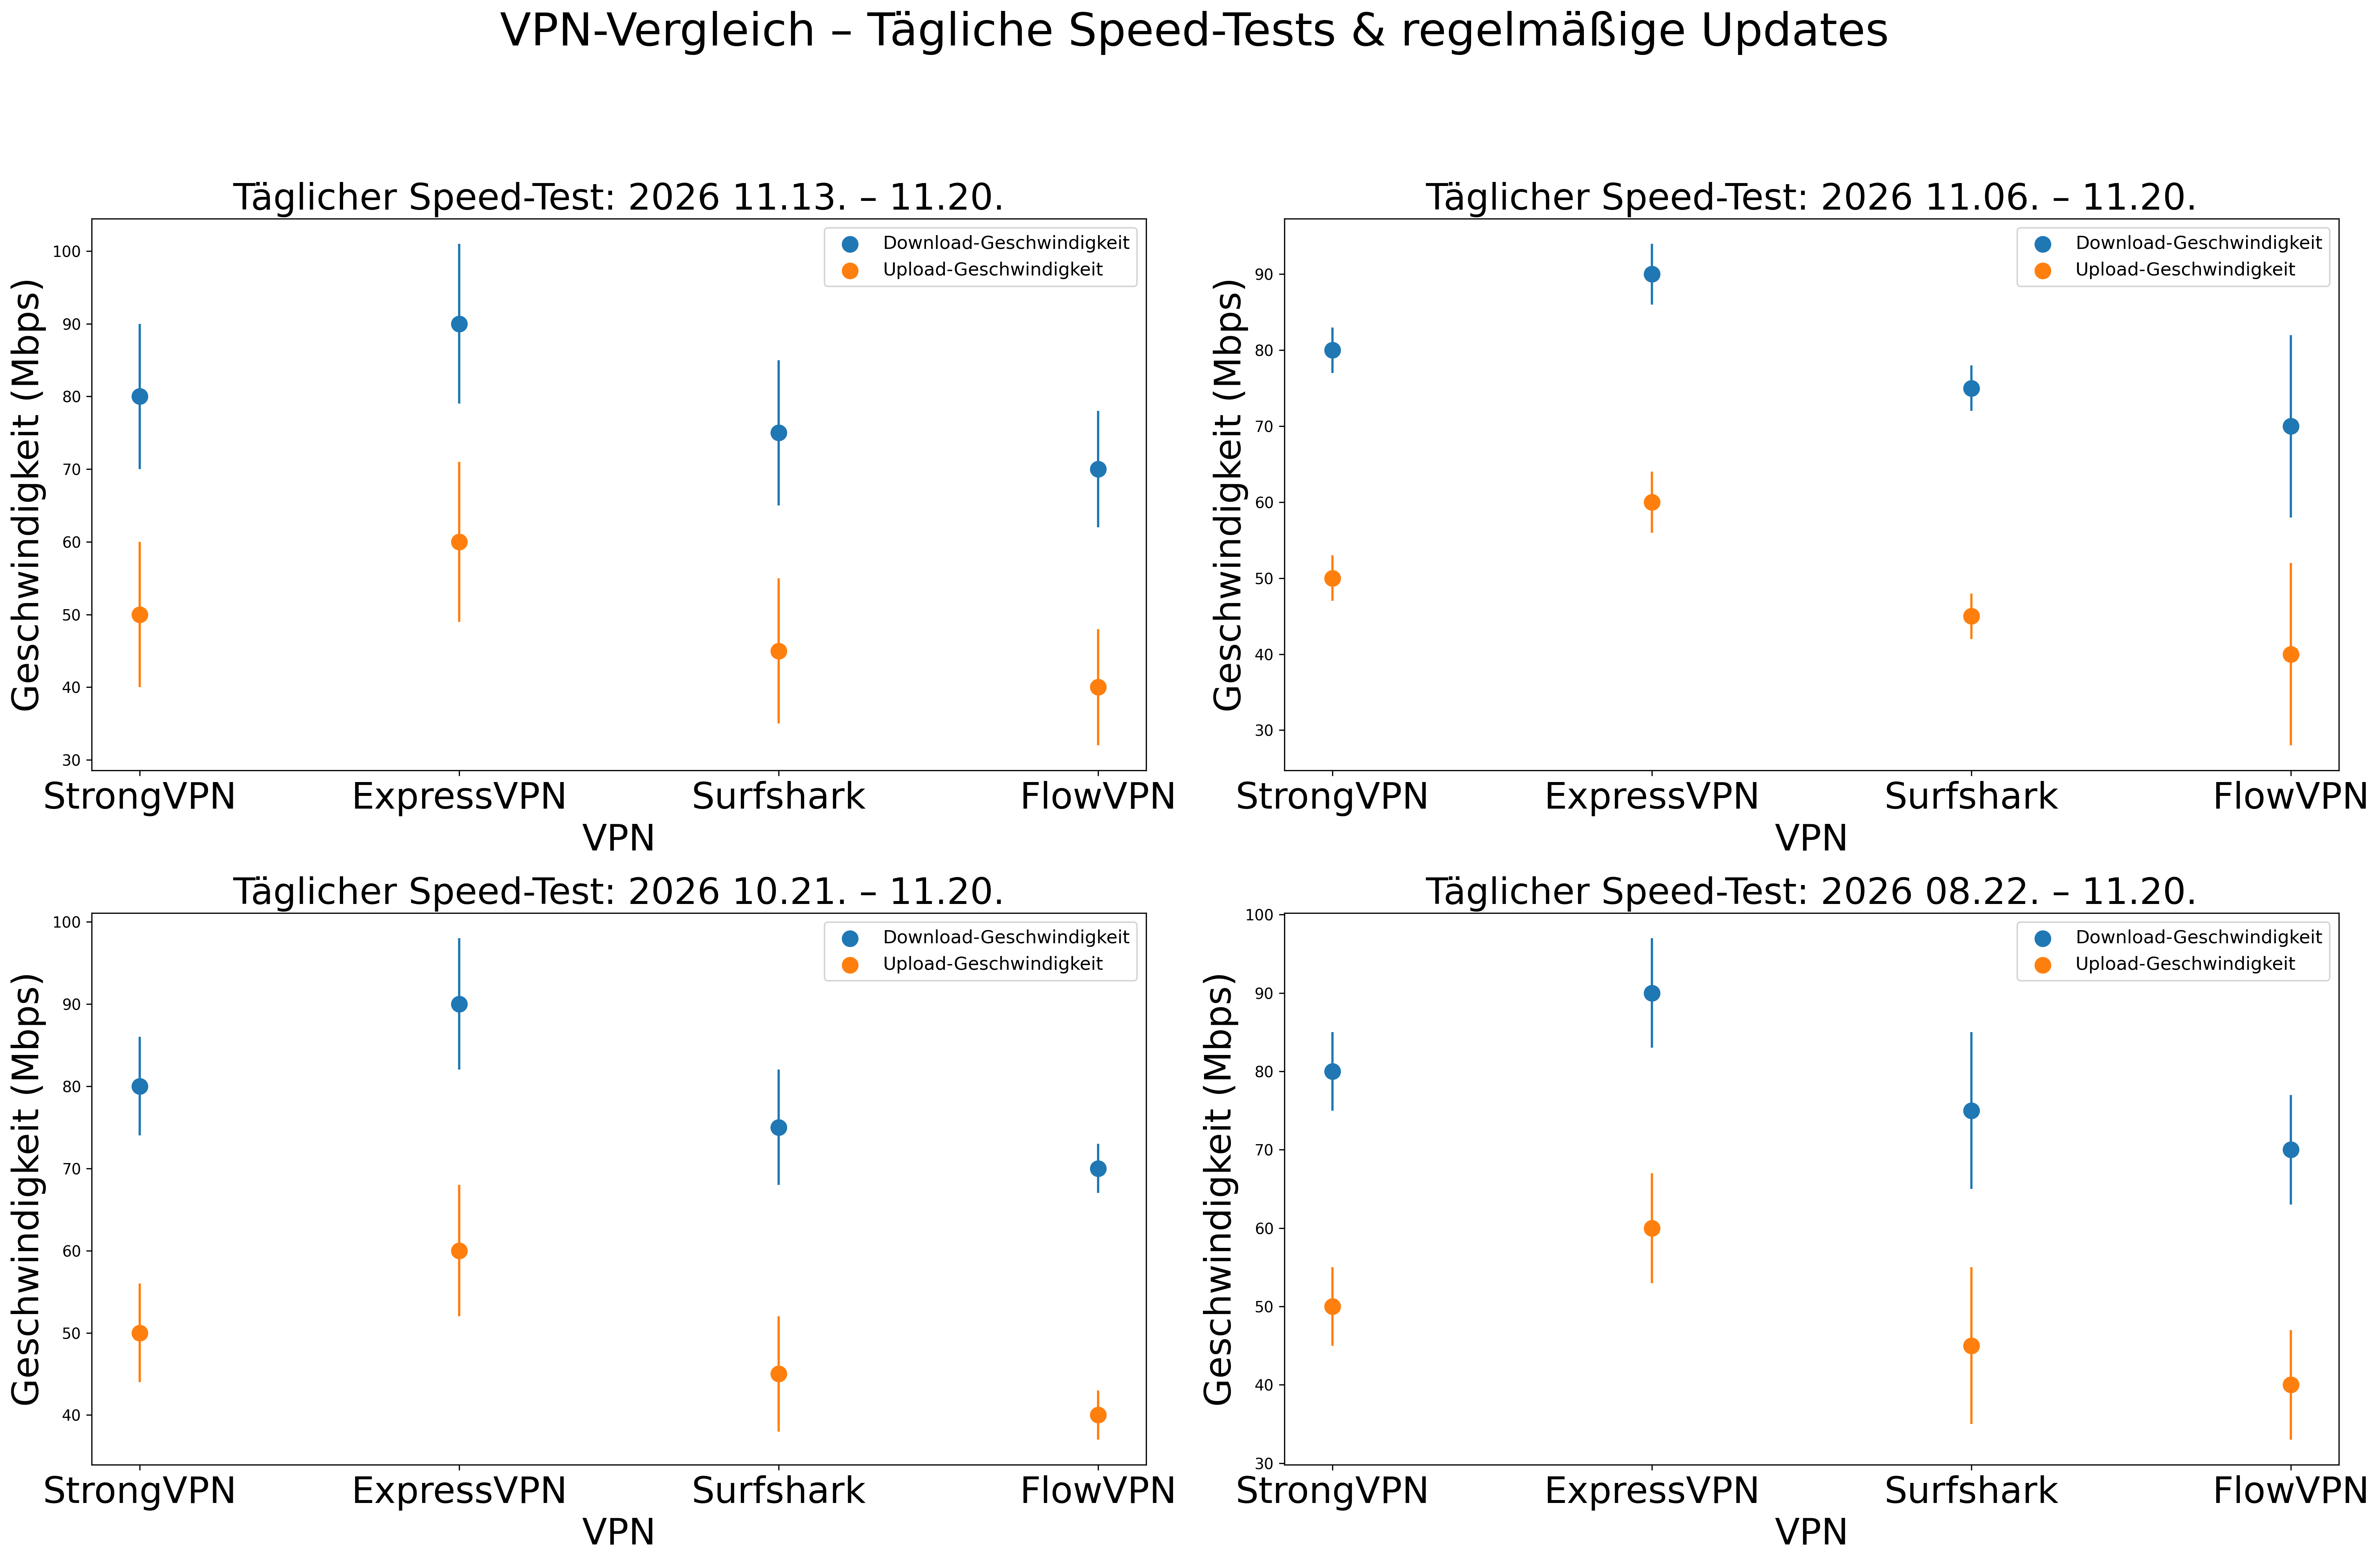 VPN-Vergleich – Tägliche Speed-Tests & regelmäßige Updates
Täglicher Speed-Test: 2026 11.13. – 11.20.
Geschwindigkeit (Mbps)
100
90
80
70
60
50
40
30
Download-Geschwindigkeit
Upload-Geschwindigkeit
StrongVPN ExpressVPN Surfshark FlowVPN
VPN
Täglicher Speed-Test: 2026 11.06. – 11.20.
Geschwindigkeit (Mbps)
90
80
70
60
50
40
30
Download-Geschwindigkeit
Upload-Geschwindigkeit
StrongVPN ExpressVPN Surfshark FlowVPN
VPN
Täglicher Speed-Test: 2026 10.21. – 11.20.
Geschwindigkeit (Mbps)
100
90
80
70
60
50
40
Download-Geschwindigkeit
Upload-Geschwindigkeit
StrongVPN ExpressVPN Surfshark FlowVPN
VPN
Täglicher Speed-Test: 2026 08.22. – 11.20.
Geschwindigkeit (Mbps)
100
90
80
70
60
50
40
30
Download-Geschwindigkeit
Upload-Geschwindigkeit
StrongVPN ExpressVPN Surfshark FlowVPN
VPN